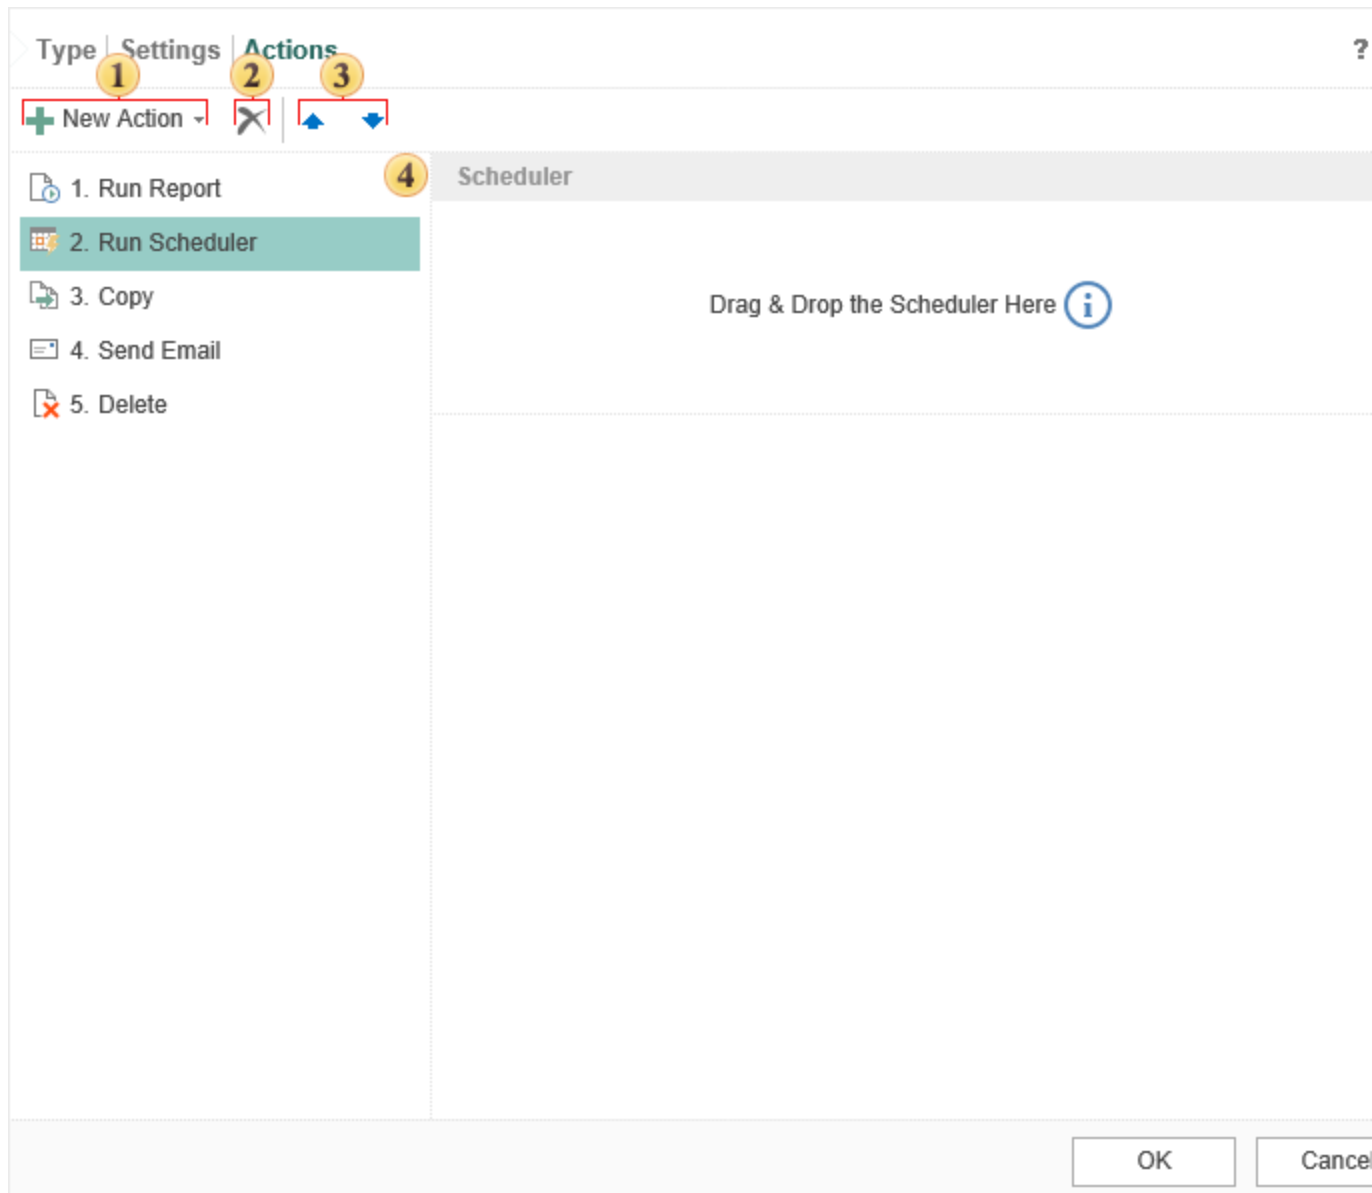 Type Settings Actions ?
1 2 3
New Action
4 Scheduler
1. Run Report
2. Run Scheduler
3. Copy
Drag & Drop the Scheduler Here i
4. Send Email
5. Delete
OK Cancel